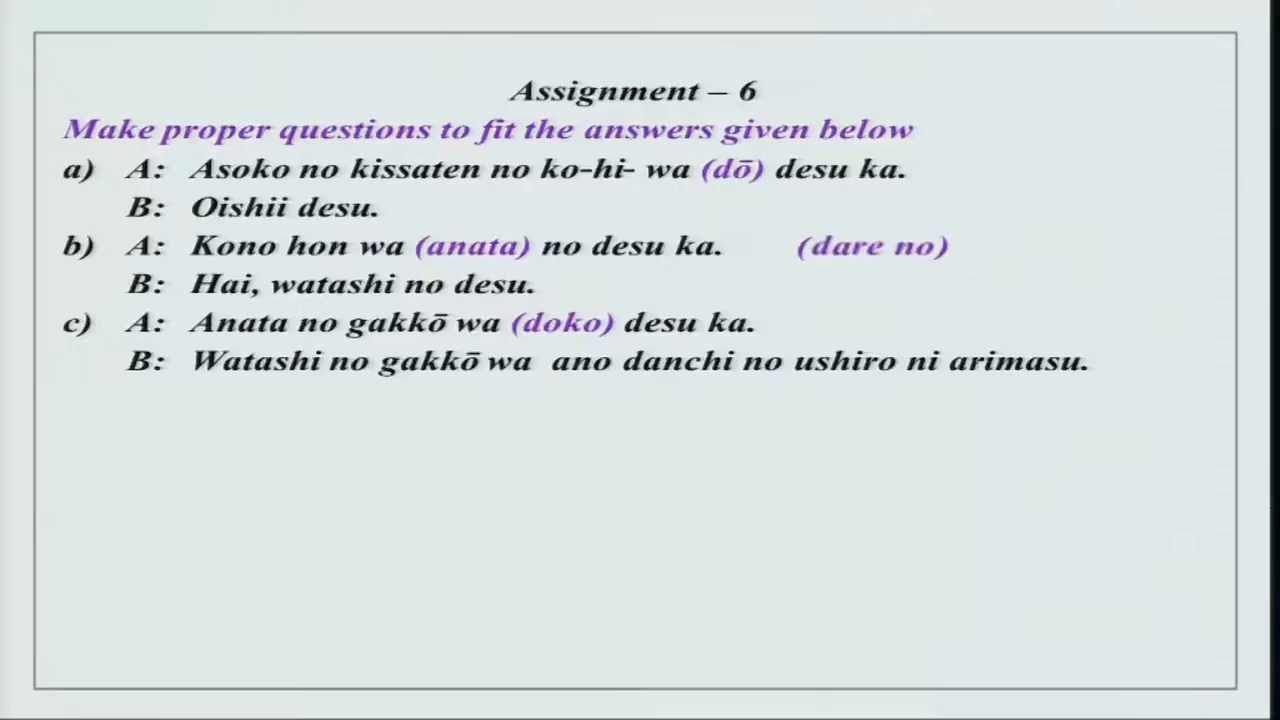 Assignment – 6
Make proper questions to fit the answers given below
a) A: Asoko no kissaten no ko-hi- wa (dō) desu ka.
B: Oishii desu.
b) A: Kono hon wa (anata) no desu ka. (dare no)
B: Hai, watashi no desu.
c) A: Anata no gakkō wa (doko) desu ka.
B: Watashi no gakkō wa ano danchi no ushiro ni arimasu.